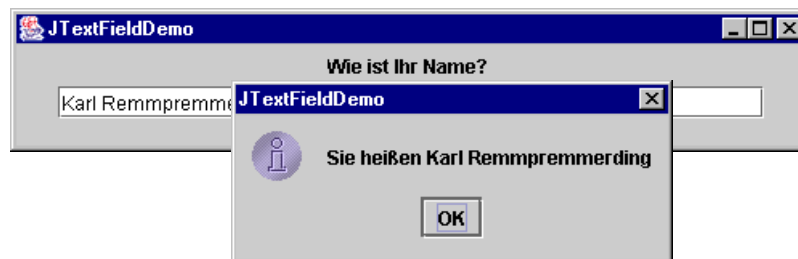 JTextFieldDemo
Wie ist Ihr Name?
Karl Remmpremme
JTextFieldDemo
Sie heißen Karl Remmpremmerding
OK